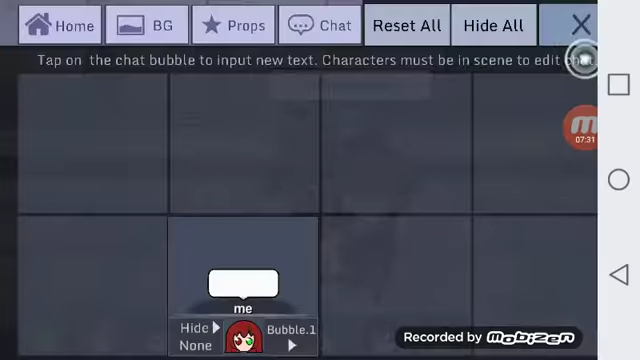 Home
BG
Props
Chat
Reset All
Hide All
Tap on the chat bubble to input new text. Characters must be in scene to edit chat.
07:31
me
Hide
None
Bubble.1
Recorded by MOBIZEN